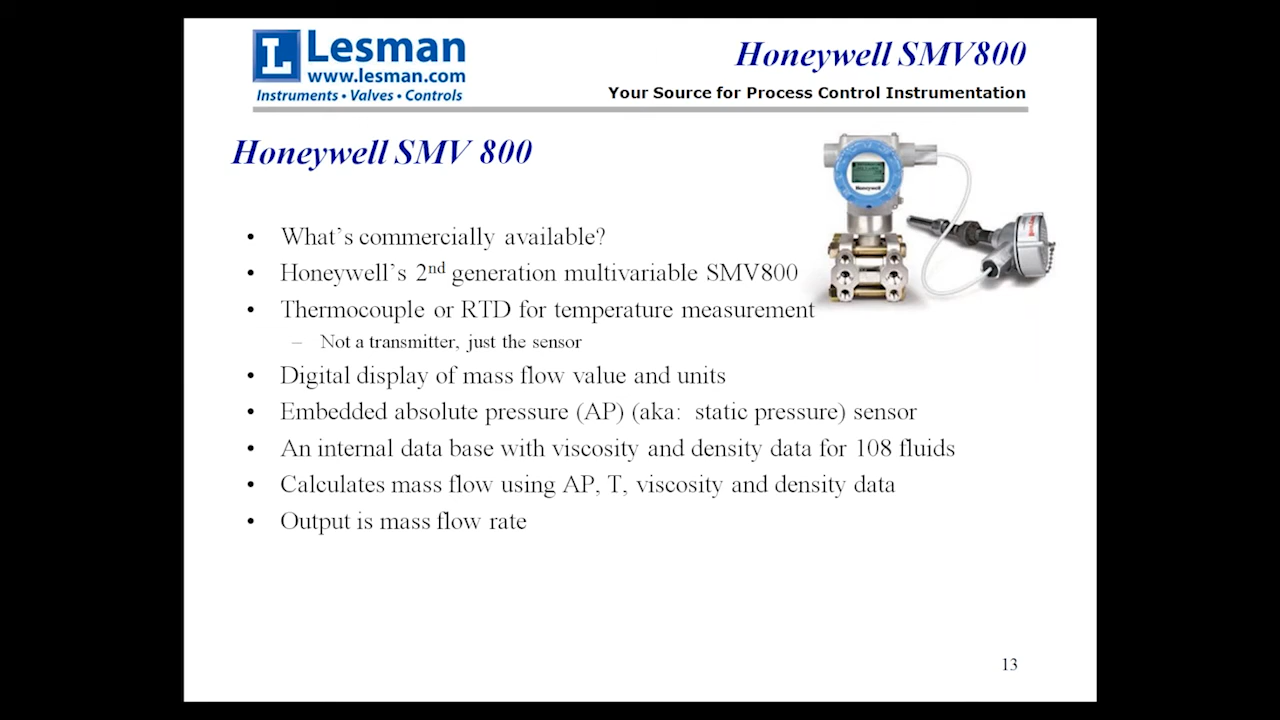 Lesman
www.lesman.com
Instruments • Valves • Controls
Honeywell SMV800
Your Source for Process Control Instrumentation
Honeywell SMV 800
Honeywell
• What's commercially available?
• Honeywell's 2nd generation multivariable SMV800
• Thermocouple or RTD for temperature measurement
– Not a transmitter, just the sensor
• Digital display of mass flow value and units
• Embedded absolute pressure (AP) (aka: static pressure) sensor
• An internal data base with viscosity and density data for 108 fluids
• Calculates mass flow using AP, T, viscosity and density data
• Output is mass flow rate
13